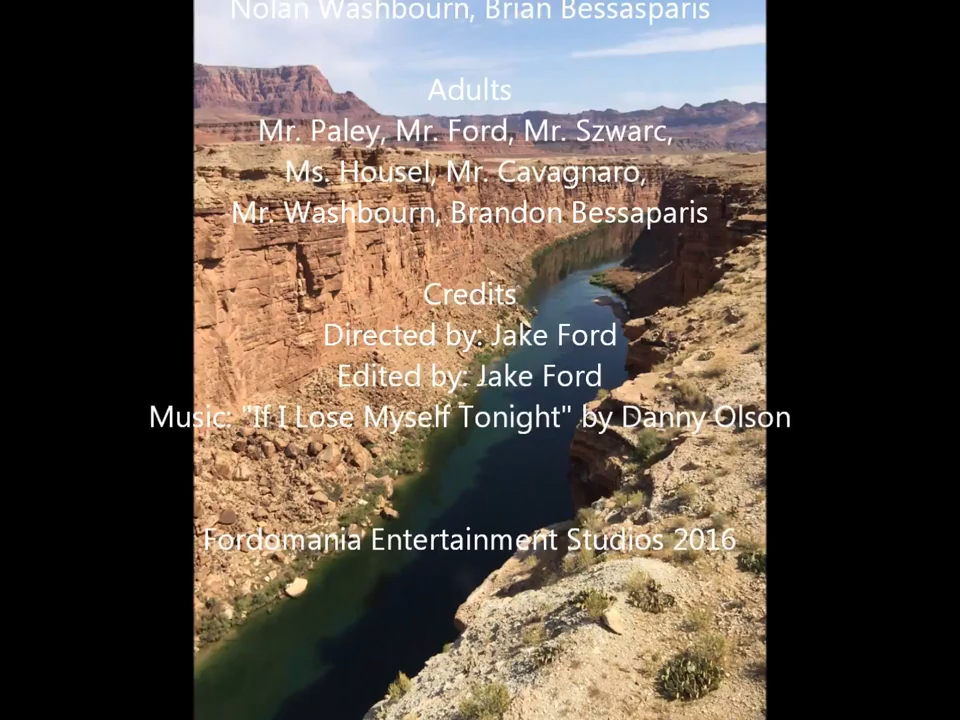 Nolan Washbourn, Brian Bessasparis
Adults
Mr. Paley, Mr. Ford, Mr. Szwarc,
Ms. Housel, Mr. Cavagnaro,
Mr. Washbourn, Brandon Bessaparis
Credits
Directed by: Jake Ford
Edited by: Jake Ford
Music: "If I Lose Myself Tonight" by Danny Olson
Fordomania Entertainment Studios 2016